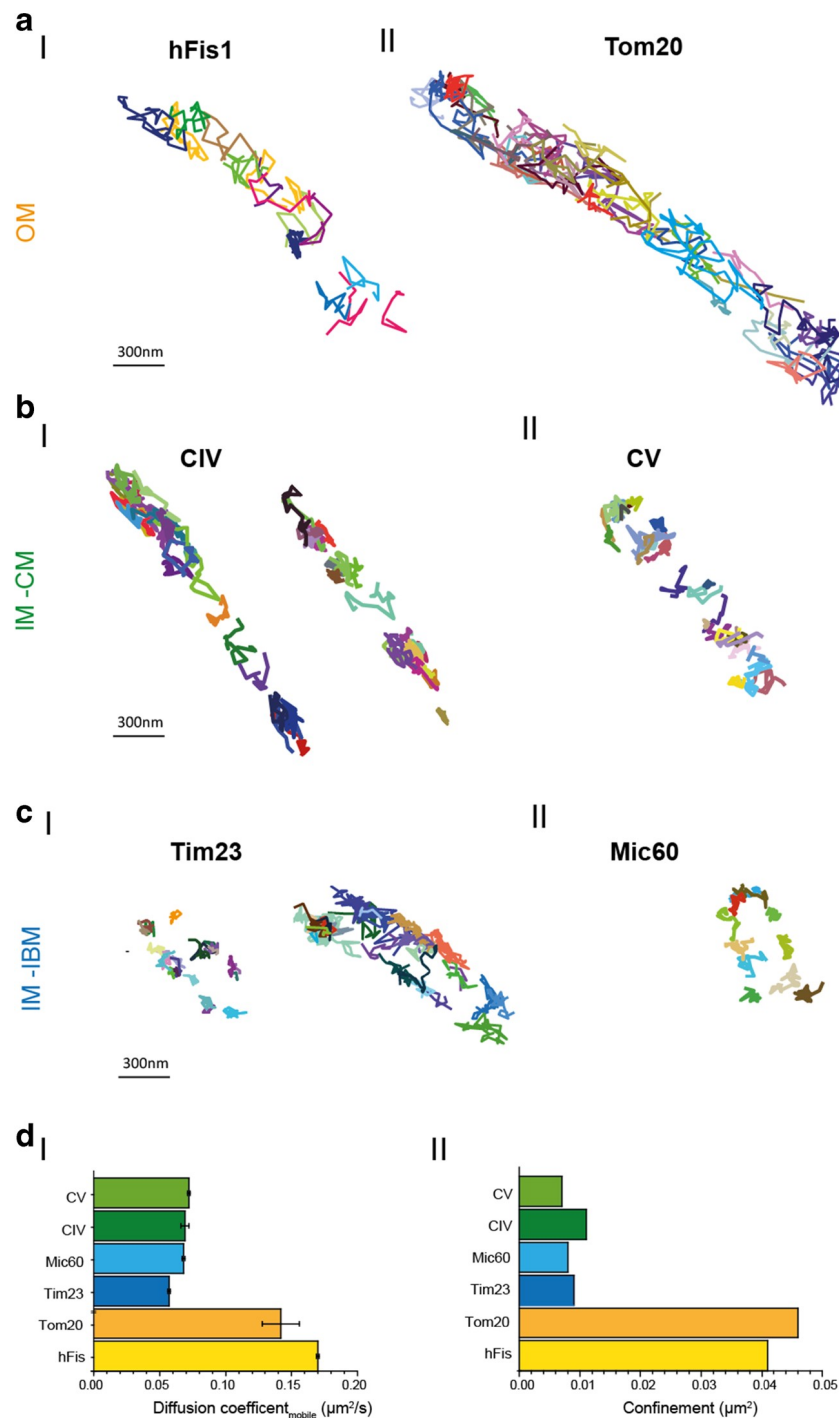 a
I
hFis1
II
Tom20
OM
300nm
b
I
CIV
II
CV
IM -CM
300nm
c
I
Tim23
II
Mic60
IM -IBM
300nm
d
I
CV
CIV
Mic60
Tim23
Tom20
hFis
0.00 0.05 0.10 0.15 0.20
Diffusion coefficent mobile (µm²/s)
II
CV
CIV
Mic60
Tim23
Tom20
hFis
0.00 0.01 0.02 0.03 0.04 0.05
Confinement (µm²)